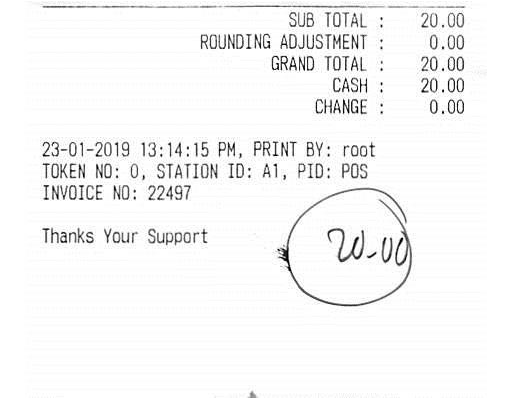 SUB TOTAL : 20.00
ROUNDING ADJUSTMENT : 0.00
GRAND TOTAL : 20.00
CASH : 20.00
CHANGE : 0.00
23-01-2019 13:14:15 PM, PRINT BY: root
TOKEN NO: 0, STATION ID: A1, PID: POS
INVOICE NO: 22497
Thanks Your Support
20-00